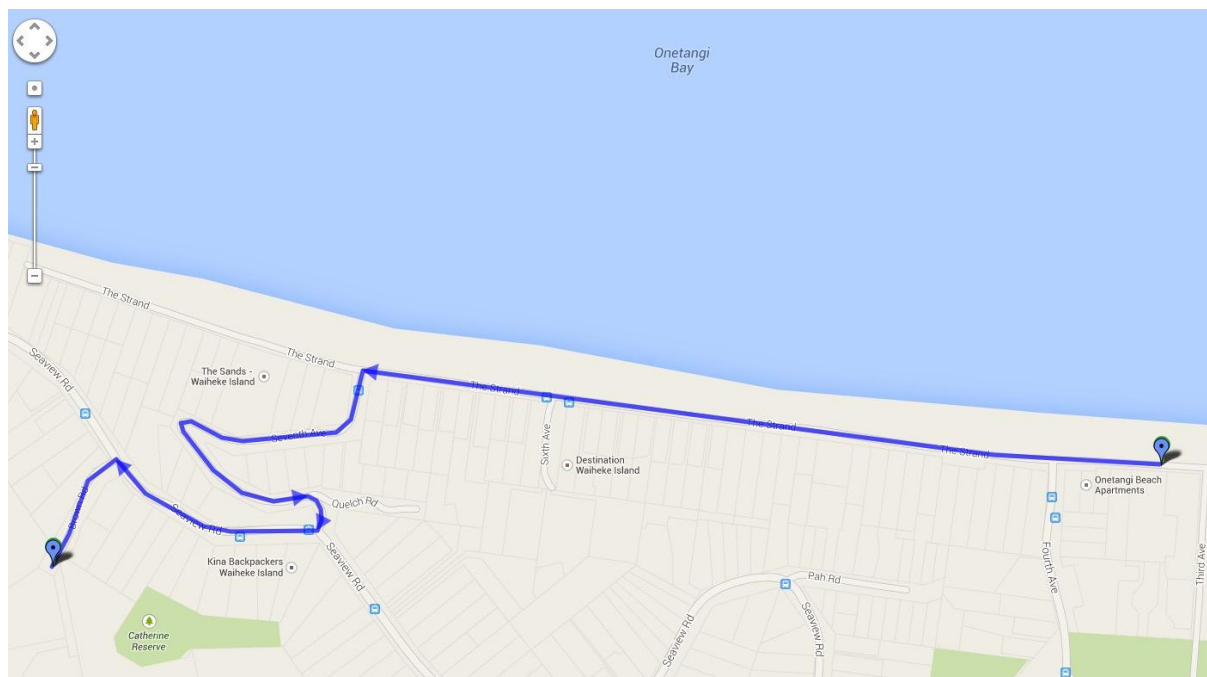 Onetangi
Bay
The Strand
The Strand
The Sands -
Waiheke Island
Seaview Rd
The Strand
The Strand
The Strand
Seventh Ave
Sixth Ave
Destination
Waiheke Island
Onetangi Beach
Apartments
Quelch Rd
Seaview Rd
Seaview Rd
Kina Backpackers
Waiheke Island
Catherine
Reserve
Pah Rd
Seaview Rd
Seaview Rd
Fourth Ave
Third Ave